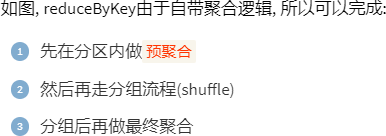 如图, reduceByKey由于自带聚合逻辑, 所以可以完成:
1 先在分区内做 预聚合
2 然后再走分组流程(shuffle)
3 分组后再做最终聚合